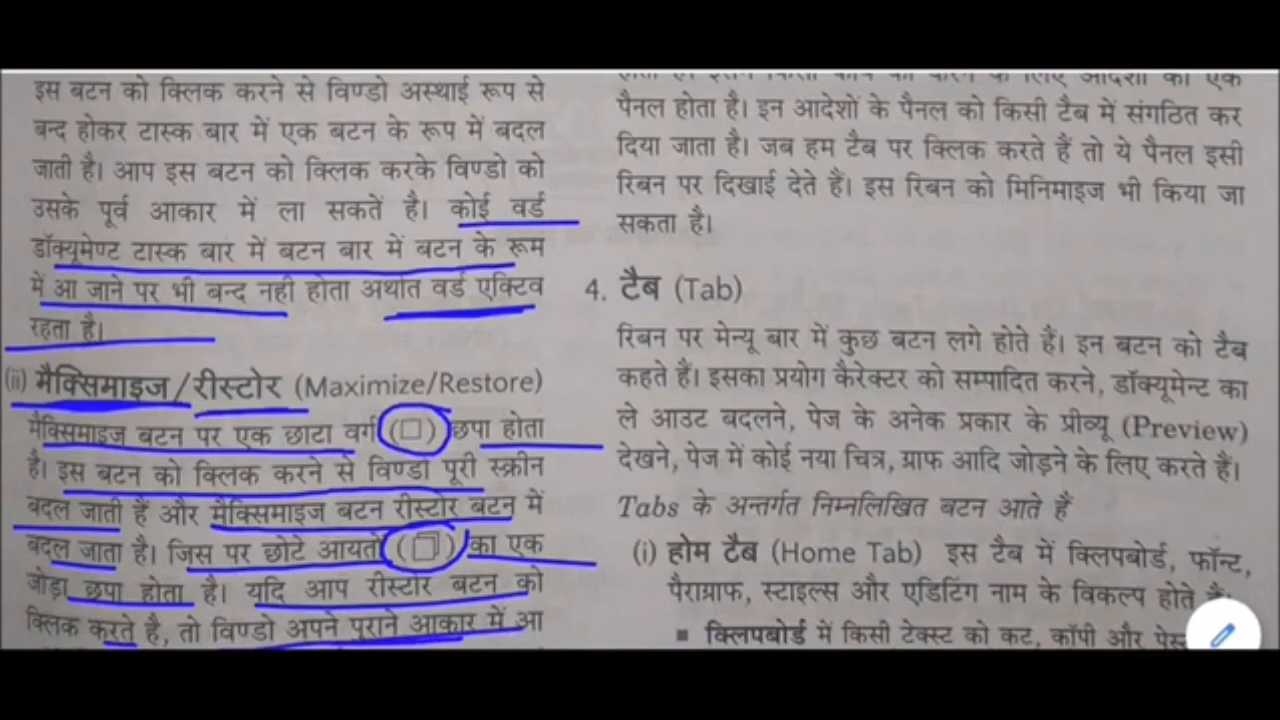 इस बटन को क्लिक करने से विण्डो अस्थाई रूप से
बन्द होकर टास्क बार में एक बटन के रूप में बदल
जाती है। आप इस बटन को क्लिक करके विण्डो को
उसके पूर्व आकार में ला सकतें है। कोई वर्ड
डॉक्यूमेण्ट टास्क बार में बटन बार में बटन के रूम
में आ जाने पर भी बन्द नही होता अर्थात वर्ड एक्टिव
रहता है।
(ii) मैक्सिमाइज/रीस्टोर (Maximize/Restore)
मैक्सिमाइज बटन पर एक छोटा वर्ग (□) छपा होता
है। इस बटन को क्लिक करने से विण्डो पूरी स्क्रीन
बदल जाती हैं और मैक्सिमाइज बटन रीस्टोर बटन में
बदल जाता है। जिस पर छोटे आयतों (❐) का एक
जोड़ा छपा होता है। यदि आप रीस्टोर बटन को
क्लिक करते है, तो विण्डो अपने पुराने आकार में आ
पैनल होता है। इन आदेशों के पैनल को किसी टैब में संगठित कर
दिया जाता है। जब हम टैब पर क्लिक करते हैं तो ये पैनल इसी
रिबन पर दिखाई देते हैं। इस रिबन को मिनिमाइज भी किया जा
सकता है।
4. टैब (Tab)
रिबन पर मेन्यू बार में कुछ बटन लगे होते हैं। इन बटन को टैब
कहते हैं। इसका प्रयोग कैरेक्टर को सम्पादित करने, डॉक्यूमेन्ट का
ले आउट बदलने, पेज के अनेक प्रकार के प्रीव्यू (Preview)
देखने, पेज में कोई नया चित्र, ग्राफ आदि जोड़ने के लिए करते हैं।
Tabs के अन्तर्गत निम्नलिखित बटन आते हैं
(i) होम टैब (Home Tab) इस टैब में क्लिपबोर्ड, फॉन्ट,
पैराग्राफ, स्टाइल्स और एडिटिंग नाम के विकल्प होते हैं:
■ क्लिपबोर्ड में किसी टेक्स्ट को कट, कॉपी और